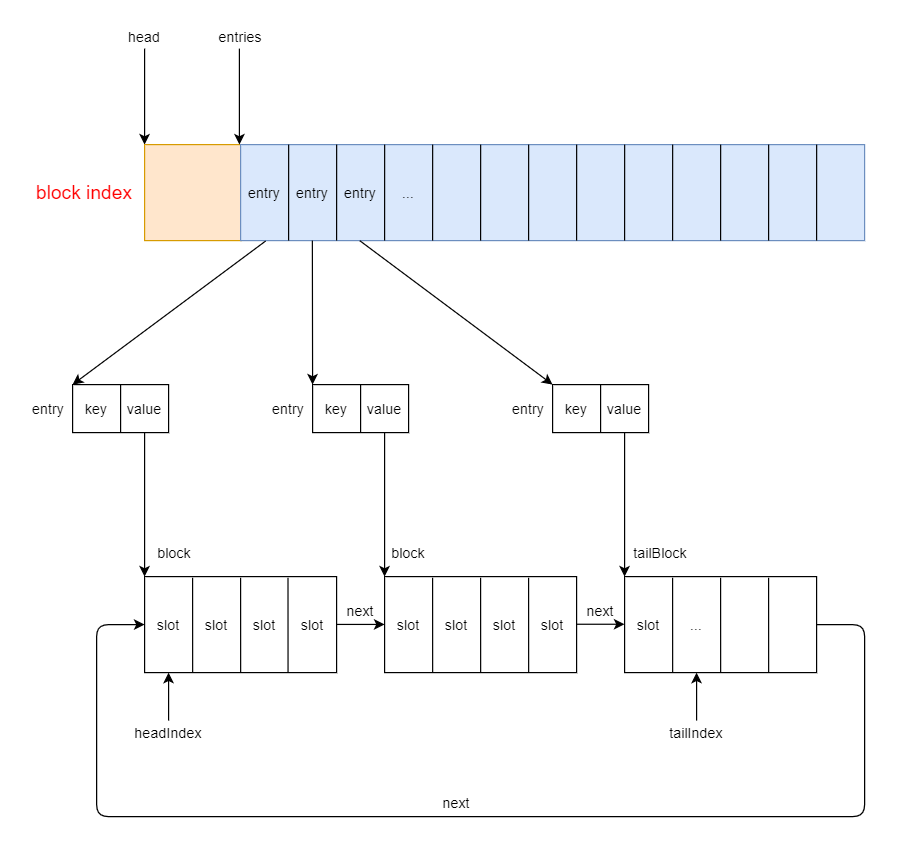 head
entries
block index
entry
entry
entry
...
entry
key
value
entry
key
value
entry
key
value
block
block
tailBlock
slot
slot
slot
slot
next
slot
slot
slot
slot
next
slot
...
headIndex
tailIndex
next